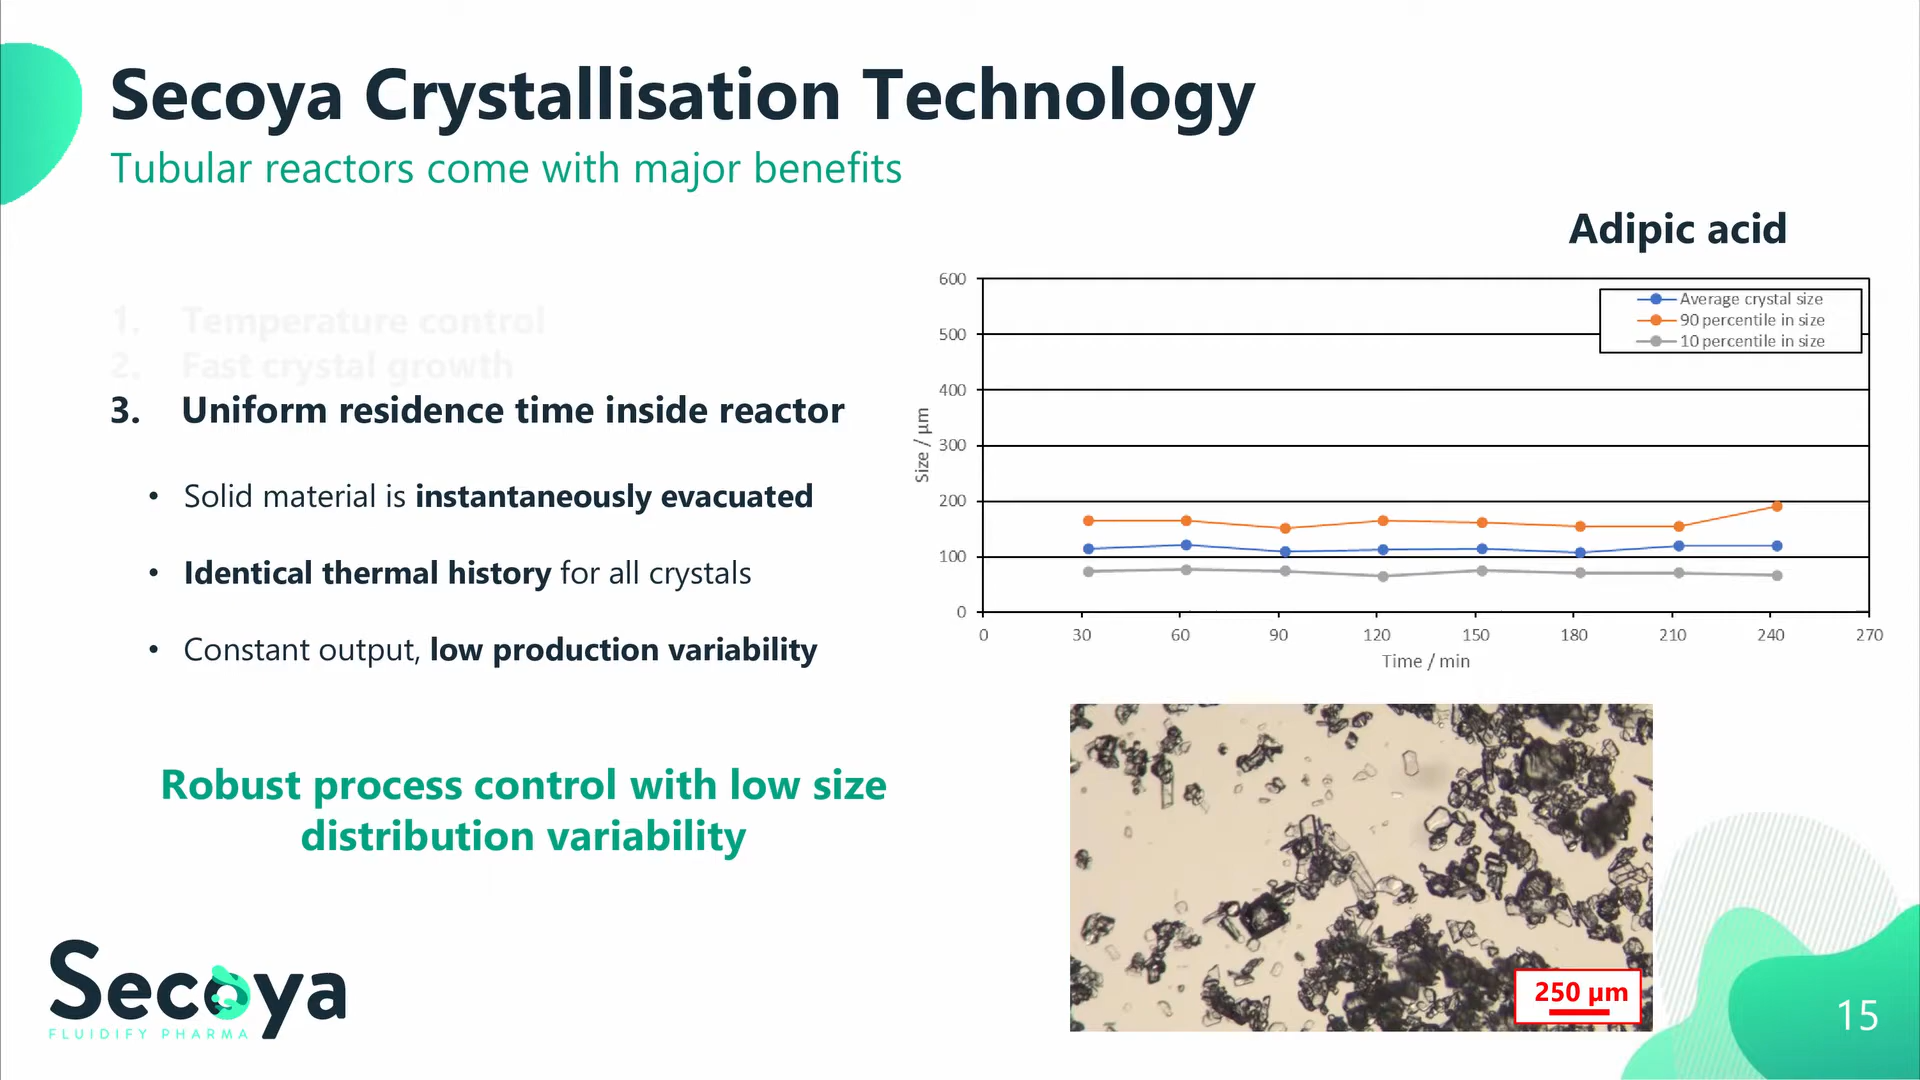 Secoya Crystallisation Technology
Tubular reactors come with major benefits
1. Temperature control
2. Fast crystal growth
3. Uniform residence time inside reactor
• Solid material is instantaneously evacuated
• Identical thermal history for all crystals
• Constant output, low production variability
Robust process control with low size
distribution variability
Adipic acid
600
500
400
300
200
100
0
Size / µm
Average crystal size
90 percentile in size
10 percentile in size
0 30 60 90 120 150 180 210 240 270
Time / min
250 µm
Secoya
FLUIDIFY PHARMA
15